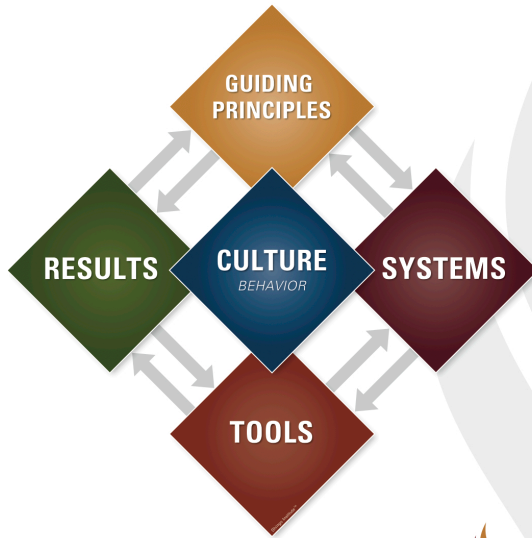 GUIDING
PRINCIPLES
RESULTS
CULTURE
BEHAVIOR
SYSTEMS
TOOLS